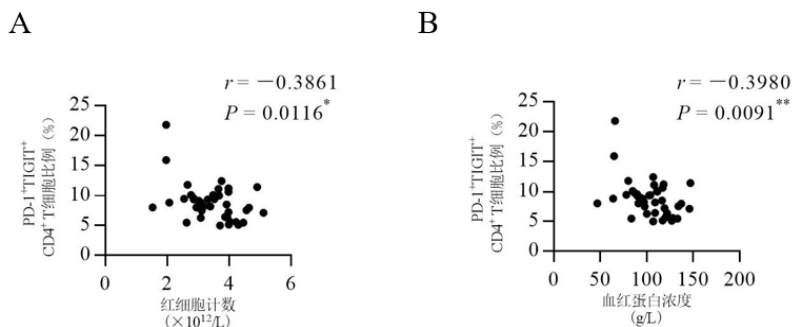 A
r = −0.3861
P = 0.0116*
PD-1⁺TIGIT⁺
CD4⁺ T细胞比例（%）
25
20
15
10
5
0
0 2 4 6
红细胞计数
（×10¹²/L）
B
r = −0.3980
P = 0.0091**
PD-1⁺TIGIT⁺
CD4⁺ T细胞比例（%）
25
20
15
10
5
0
0 50 100 150 200
血红蛋白浓度
（g/L）